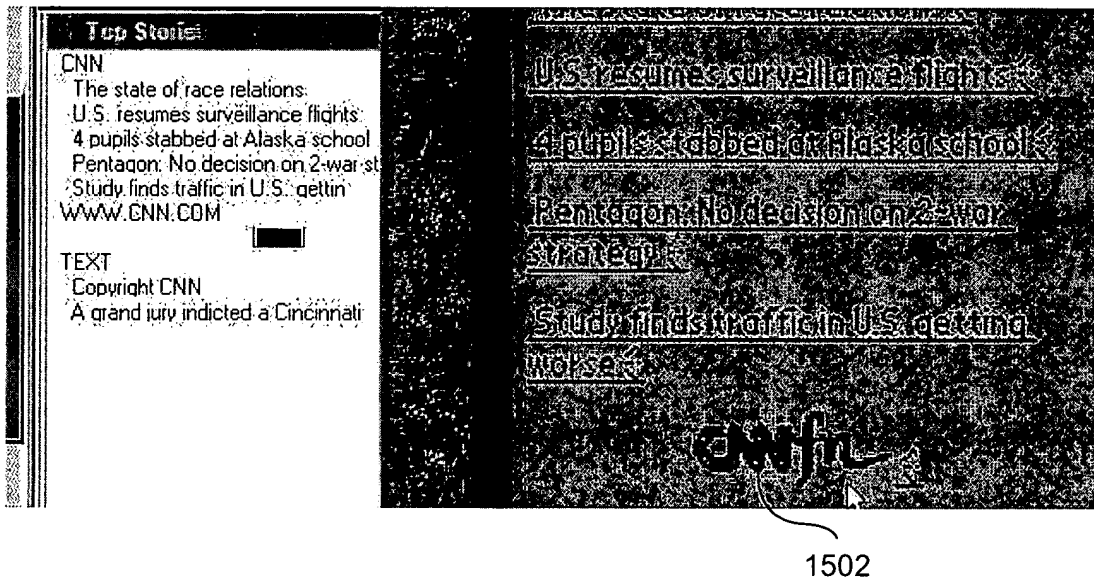 Top Stories
CNN
The state of race relations
U.S. resumes surveillance flights
4 pupils stabbed at Alaska school
Pentagon: No decision on 2-war st
Study finds traffic in U.S. gettin
WWW.CNN.COM
TEXT
Copyright CNN
A grand jury indicted a Cincinnati
U.S. resumes surveillance flights
4 pupils stabbed at Alaska school
Pentagon: No decision on 2-war
strategy
Study finds traffic in U.S. getting
worse
CNNfn
1502